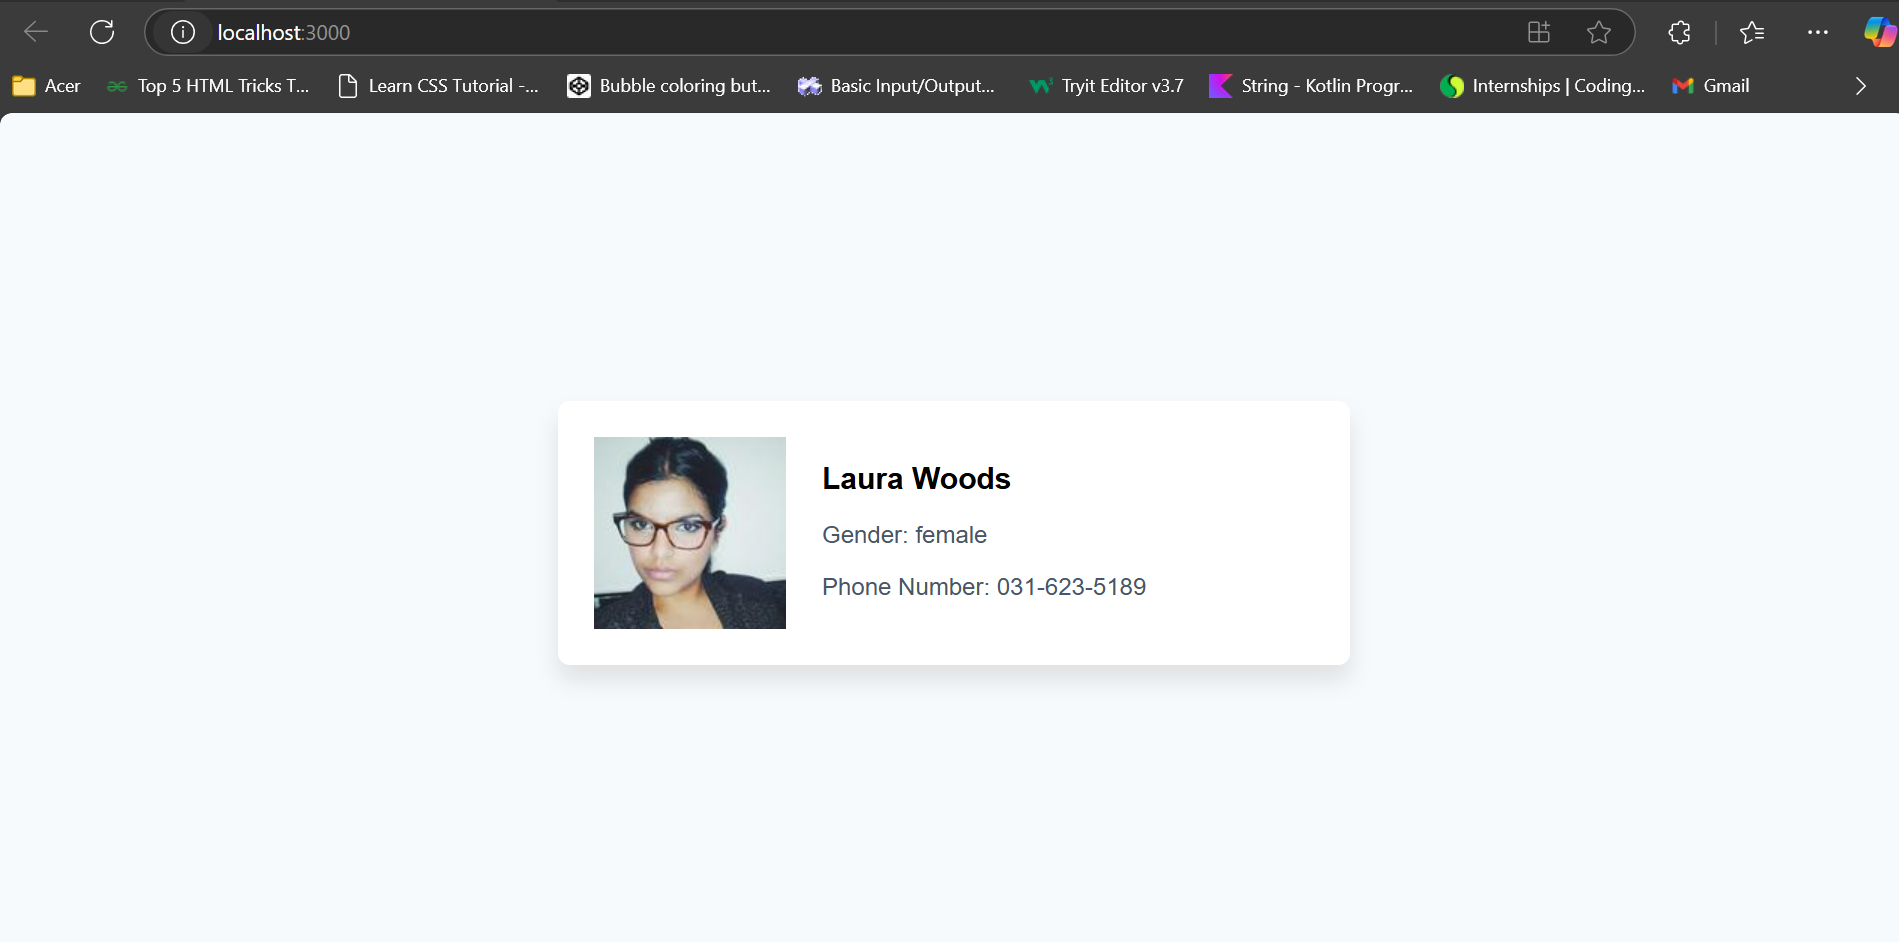 localhost:3000
Acer Top 5 HTML Tricks T... Learn CSS Tutorial -... Bubble coloring but... Basic Input/Output... Tryit Editor v3.7 String - Kotlin Progr... Internships | Coding... Gmail
Laura Woods
Gender: female
Phone Number: 031-623-5189